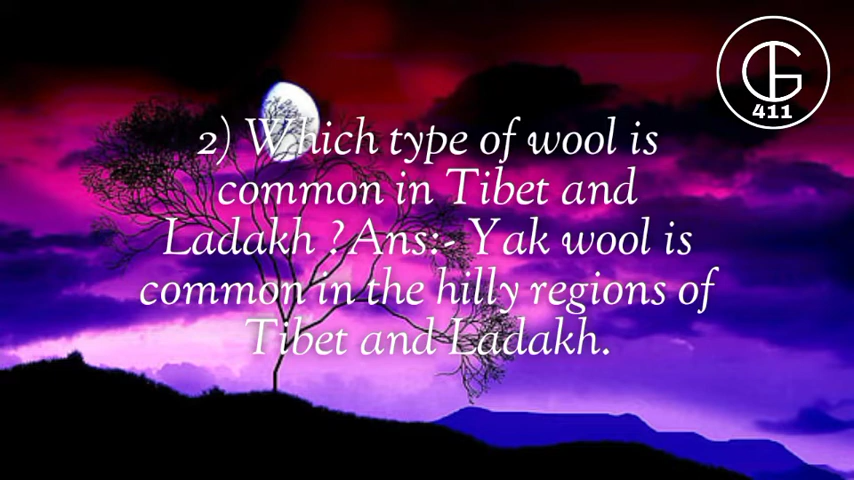 2) Which type of wool is
common in Tibet and
Ladakh ?Ans:- Yak wool is
common in the hilly regions of
Tibet and Ladakh.
G
411